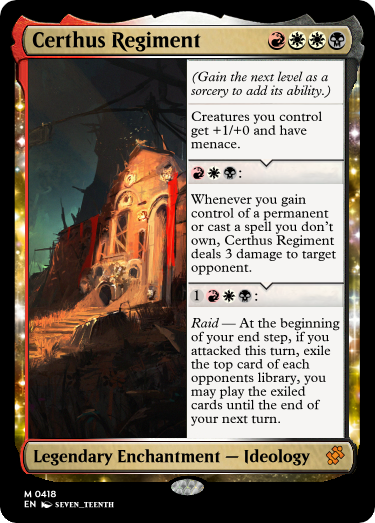 Certhus Regiment
(Gain the next level as a
sorcery to add its ability.)
Creatures you control
get +1/+0 and have
menace.
:
Whenever you gain
control of a permanent
or cast a spell you don't
own, Certhus Regiment
deals 3 damage to target
opponent.
1 :
Raid — At the beginning
of your end step, if you
attacked this turn, exile
the top card of each
opponents library, you
may play the exiled
cards until the end of
your next turn.
Legendary Enchantment — Ideology
M 0418
EN SEVEN_TEENTH